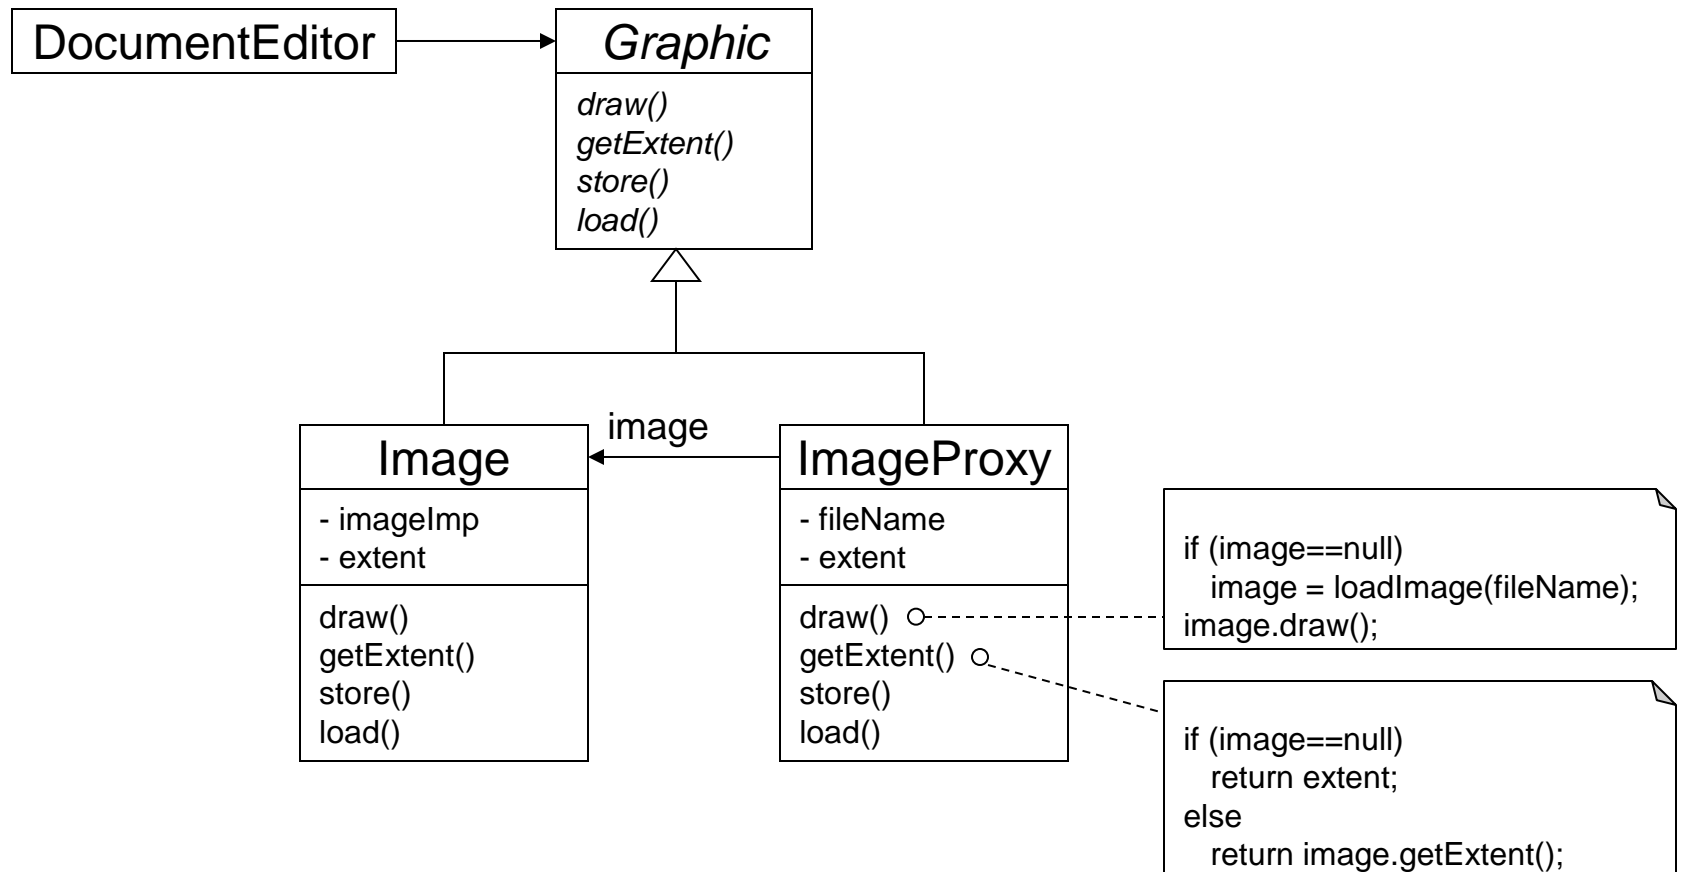 DocumentEditor
Graphic
draw()
getExtent()
store()
load()
image
Image
- imageImp
- extent
draw()
getExtent()
store()
load()
ImageProxy
- fileName
- extent
draw()
getExtent()
store()
load()
if (image==null)
image = loadImage(fileName);
image.draw();
if (image==null)
return extent;
else
return image.getExtent();